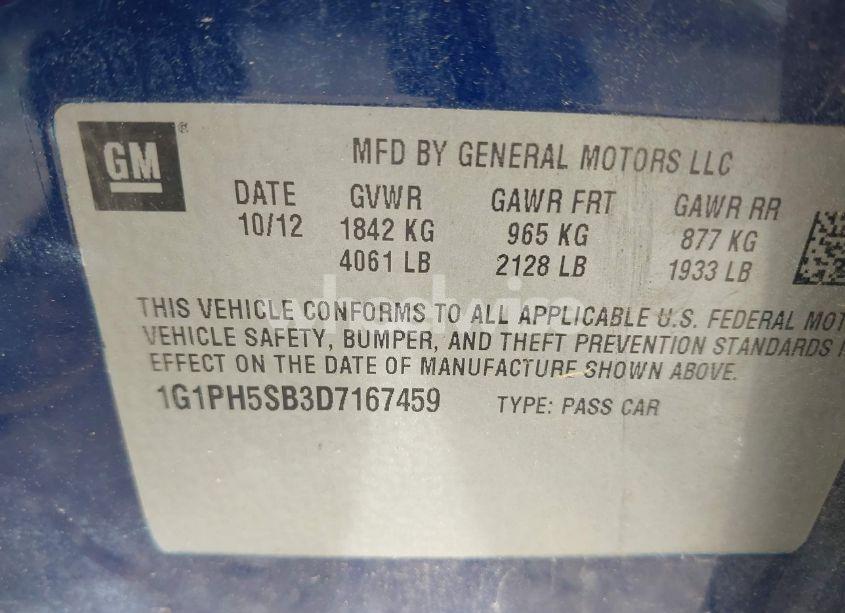 GM®
MFD BY GENERAL MOTORS LLC
DATE GVWR GAWR FRT GAWR RR
10/12 1842 KG 965 KG 877 KG
4061 LB 2128 LB 1933 LB
THIS VEHICLE CONFORMS TO ALL APPLICABLE U.S. FEDERAL MOT
VEHICLE SAFETY, BUMPER, AND THEFT PREVENTION STANDARDS I
EFFECT ON THE DATE OF MANUFACTURE SHOWN ABOVE.
1G1PH5SB3D7167459 TYPE: PASS CAR